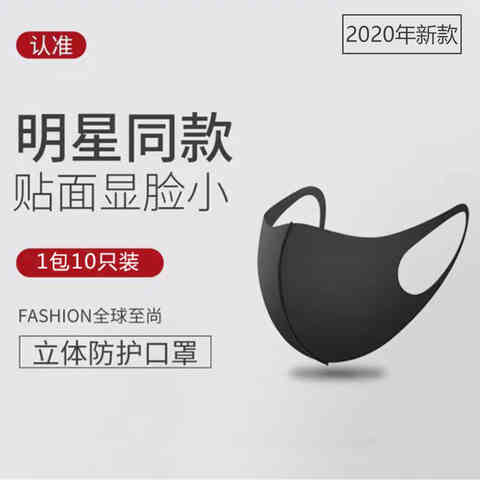 认准
2020年新款
明星同款
贴面显脸小
1包10只装
FASHION全球至尚
立体防护口罩